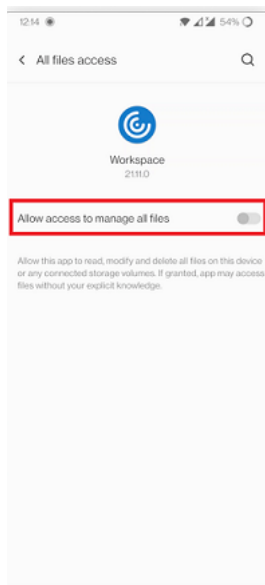 12:14 54%
All files access
Workspace
21.11.0
Allow access to manage all files
Allow this app to read, modify and delete all files on this device
or any connected storage volumes. If granted, app may access
files without your explicit knowledge.